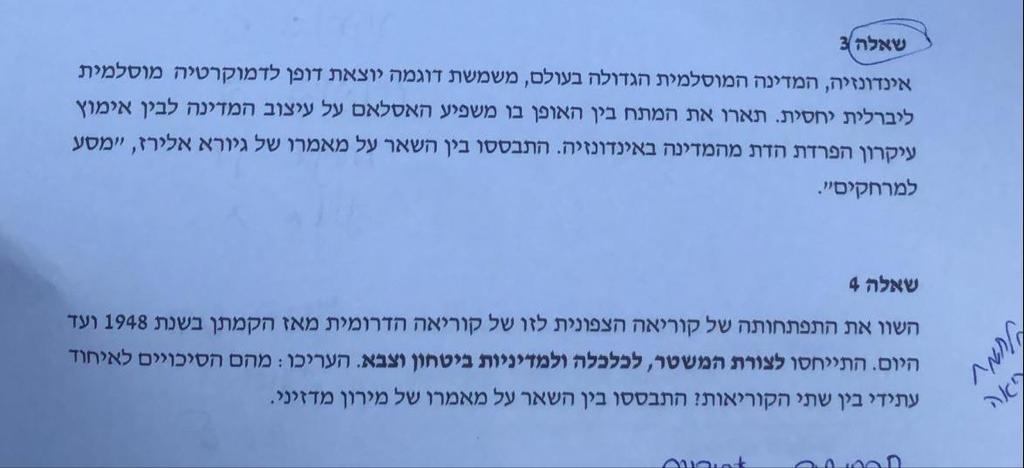 שאלה 3
אינדונזיה, המדינה המוסלמית הגדולה בעולם, משמשת דוגמה יוצאת דופן לדמוקרטיה מוסלמית
ליברלית יחסית. תארו את המתח בין האופן בו משפיע האסלאם על עיצוב המדינה לבין אימוץ
עיקרון הפרדת הדת מהמדינה באינדונזיה. התבססו בין השאר על מאמרו של גיורא אלירז, "מסע
למרחקים".
שאלה 4
השוו את התפתחותה של קוריאה הצפונית לזו של קוריאה הדרומית מאז הקמתן בשנת 1948 ועד
היום. התייחסו לצורת המשטר, לכלכלה ולמדיניות ביטחון וצבא. העריכו: מהם הסיכויים לאיחוד
עתידי בין שתי הקוריאות? התבססו בין השאר על מאמרו של מירון מדזיני.